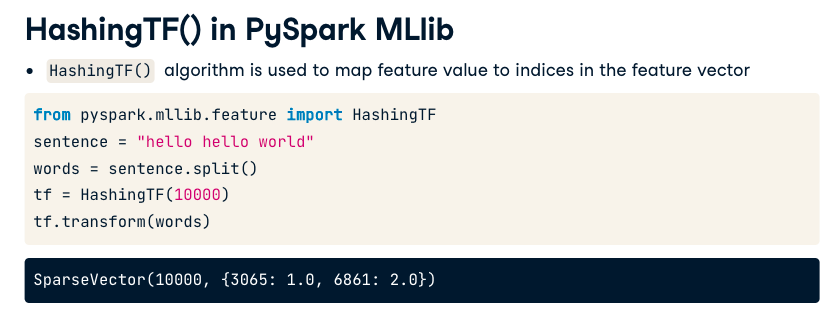 HashingTF() in PySpark MLlib
• HashingTF() algorithm is used to map feature value to indices in the feature vector
from pyspark.mllib.feature import HashingTF
sentence = "hello hello world"
words = sentence.split()
tf = HashingTF(10000)
tf.transform(words)
SparseVector(10000, {3065: 1.0, 6861: 2.0})